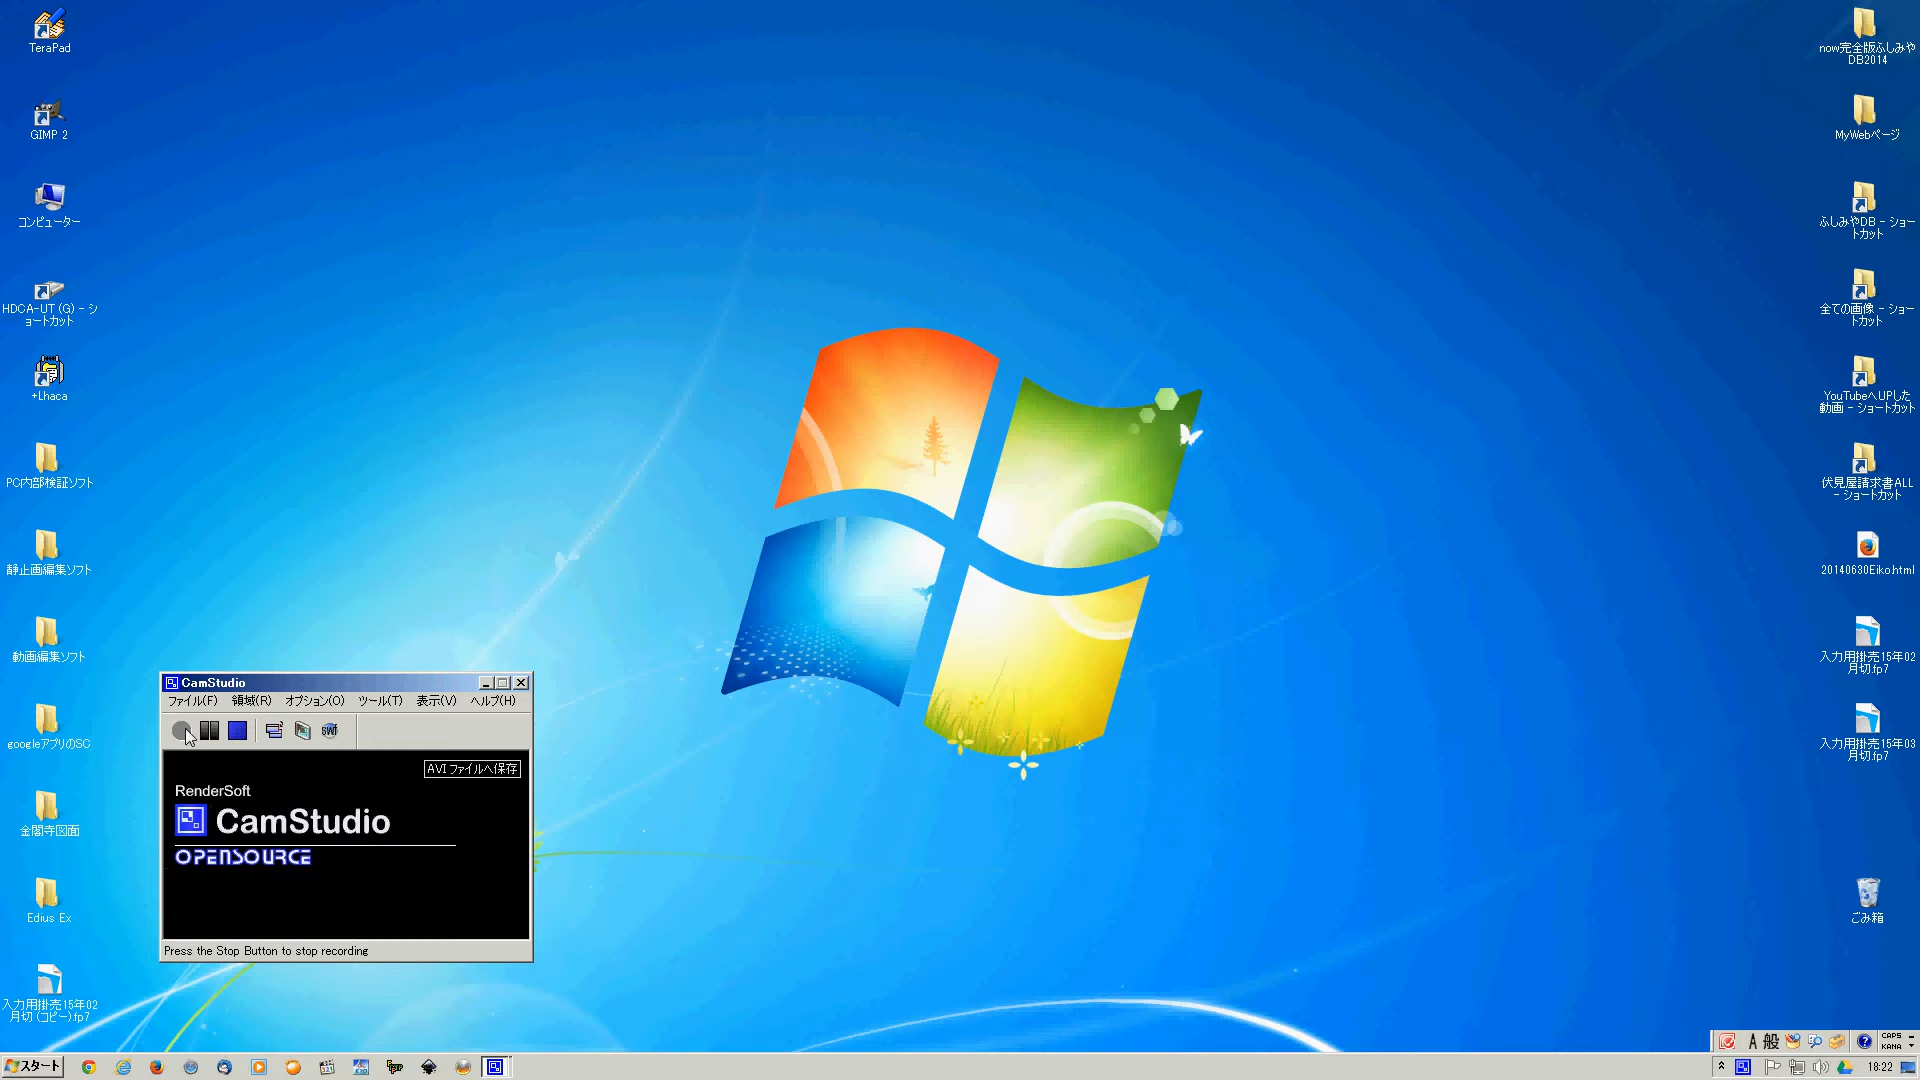 TeraPad
GIMP 2
コンピューター
HDCA-UT (G) - シ
ョートカット
+Lhaca
PC内部検証ソフト
静止画編集ソフト
動画編集ソフト
googleアプリのSC
金閣寺図面
Edius Ex
入力用掛売15年02
月切 (コピー).fp7
CamStudio
ファイル(F) 領域(R) オプション(O) ツール(T) 表示(V) ヘルプ(H)
SWF
AVI ファイルへ保存
RenderSoft
CamStudio
OPENSOURCE
Press the Stop Button to stop recording
now完全版ふしみや
DB2014
MyWebページ
ふしみやDB - ショー
トカット
全ての画像 - ショー
トカット
YouTubeへUPした
動画 - ショートカット
伏見屋請求書ALL
- ショートカット
20140630Eiko.html
入力用掛売15年02
月切.fp7
入力用掛売15年03
月切.fp7
ごみ箱
A 般
CAPS
KANA
スタート
18:22